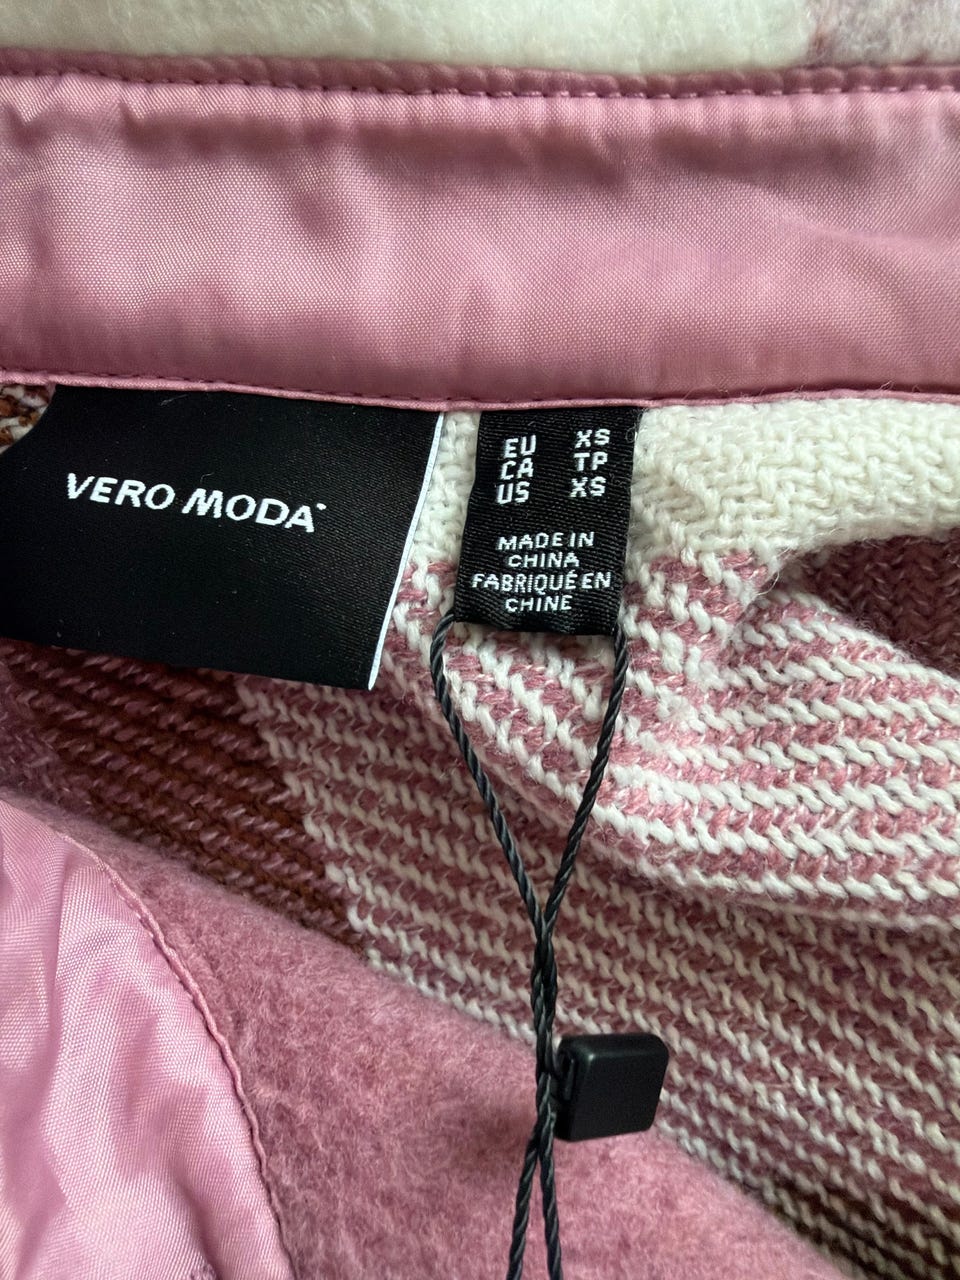 VERO MODA
EU XS
CA TP
US XS
MADE IN
CHINA
FABRIQUÉ EN
CHINE